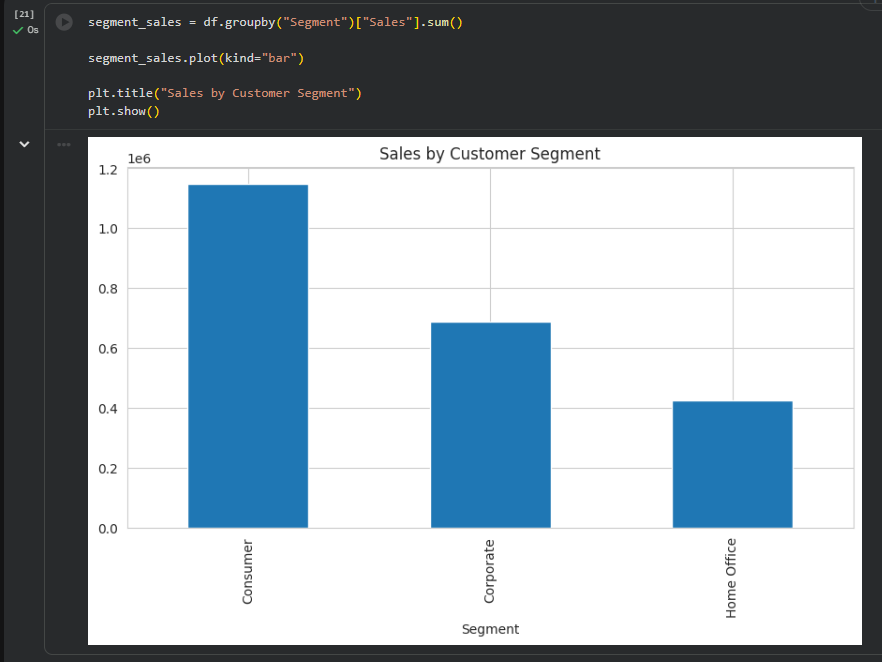 [21]
0s
segment_sales = df.groupby("Segment")["Sales"].sum()
segment_sales.plot(kind="bar")
plt.title("Sales by Customer Segment")
plt.show()
Sales by Customer Segment
1e6
1.2
1.0
0.8
0.6
0.4
0.2
0.0
Consumer
Corporate
Home Office
Segment